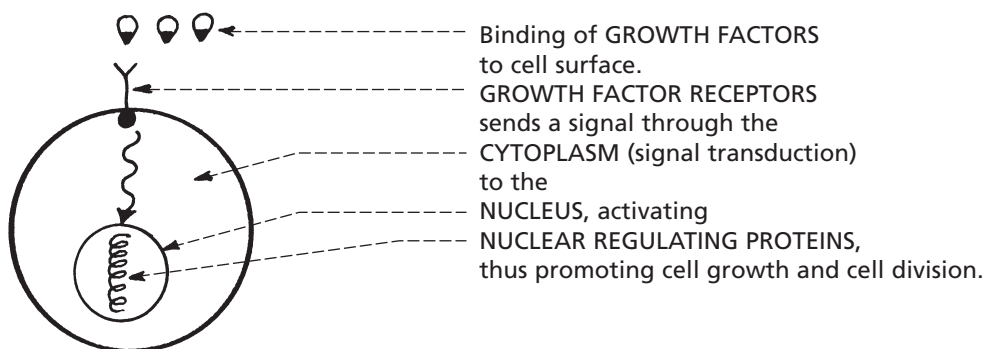 Binding of GROWTH FACTORS
to cell surface.
GROWTH FACTOR RECEPTORS
sends a signal through the
CYTOPLASM (signal transduction)
to the
NUCLEUS, activating
NUCLEAR REGULATING PROTEINS,
thus promoting cell growth and cell division.